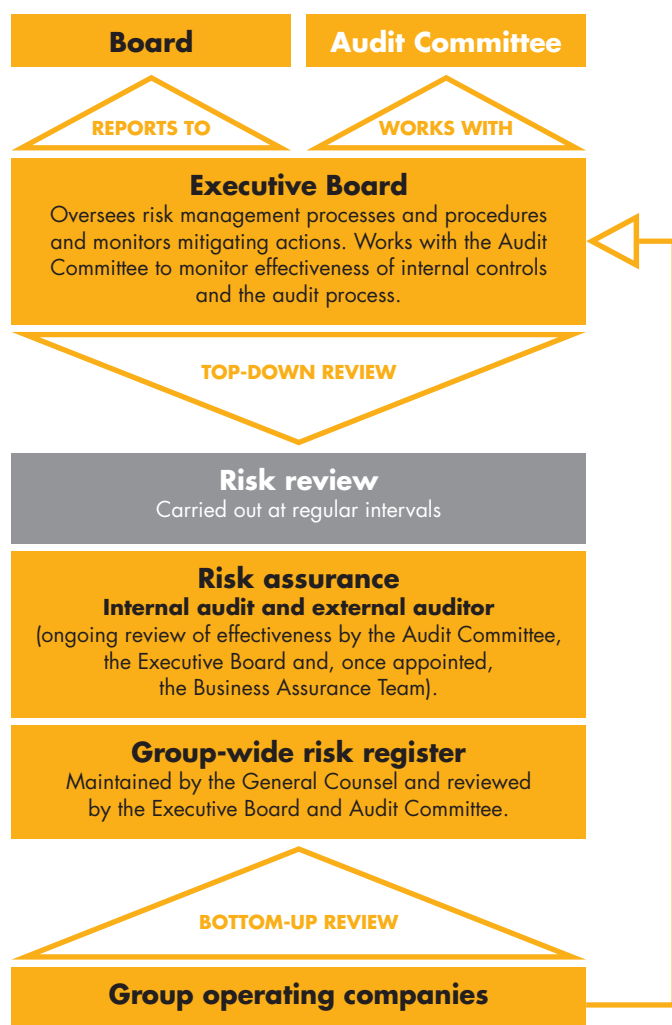 Board
Audit Committee
REPORTS TO
WORKS WITH
Executive Board
Oversees risk management processes and procedures
and monitors mitigating actions. Works with the Audit
Committee to monitor effectiveness of internal controls
and the audit process.
TOP-DOWN REVIEW
Risk review
Carried out at regular intervals
Risk assurance
Internal audit and external auditor
(ongoing review of effectiveness by the Audit Committee,
the Executive Board and, once appointed,
the Business Assurance Team).
Group-wide risk register
Maintained by the General Counsel and reviewed
by the Executive Board and Audit Committee.
BOTTOM-UP REVIEW
Group operating companies